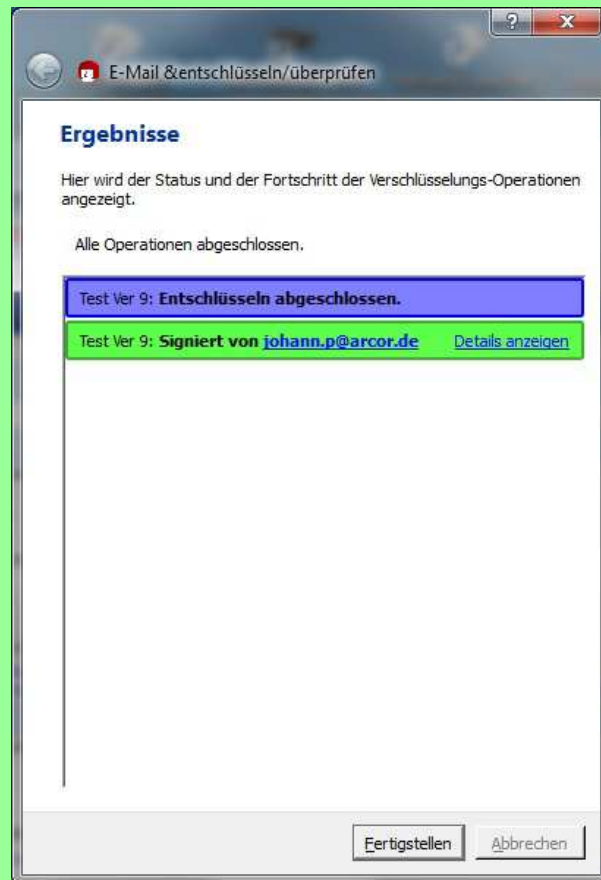 ?
X
E-Mail &entschlüsseln/überprüfen
Ergebnisse
Hier wird der Status und der Fortschritt der Verschlüsselungs-Operationen
angezeigt.
Alle Operationen abgeschlossen.
Test Ver 9: Entschlüsseln abgeschlossen.
Test Ver 9: Signiert von johann.p@arcor.de Details anzeigen
Fertigstellen Abbrechen